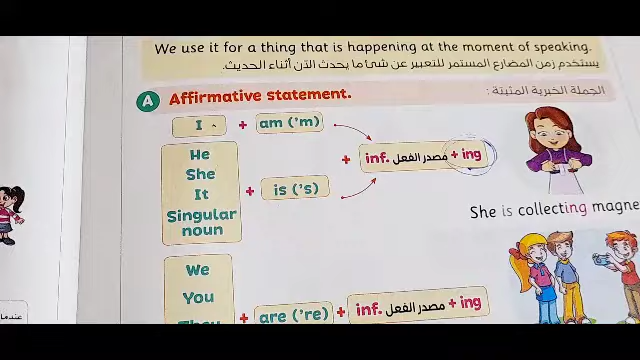 We use it for a thing that is happening at the moment of speaking.
يستخدم زمن المضارع المستمر للتعبير عن شئ ما يحدث الآن أثناء الحديث.
A Affirmative statement. الجملة الخبرية المثبتة :
I + am ('m)
He
She
It
Singular
noun
+ is ('s)
+ inf. مصدر الفعل + ing
She is collecting magne
We
You
They
+ are ('re) + inf. مصدر الفعل + ing
عندما